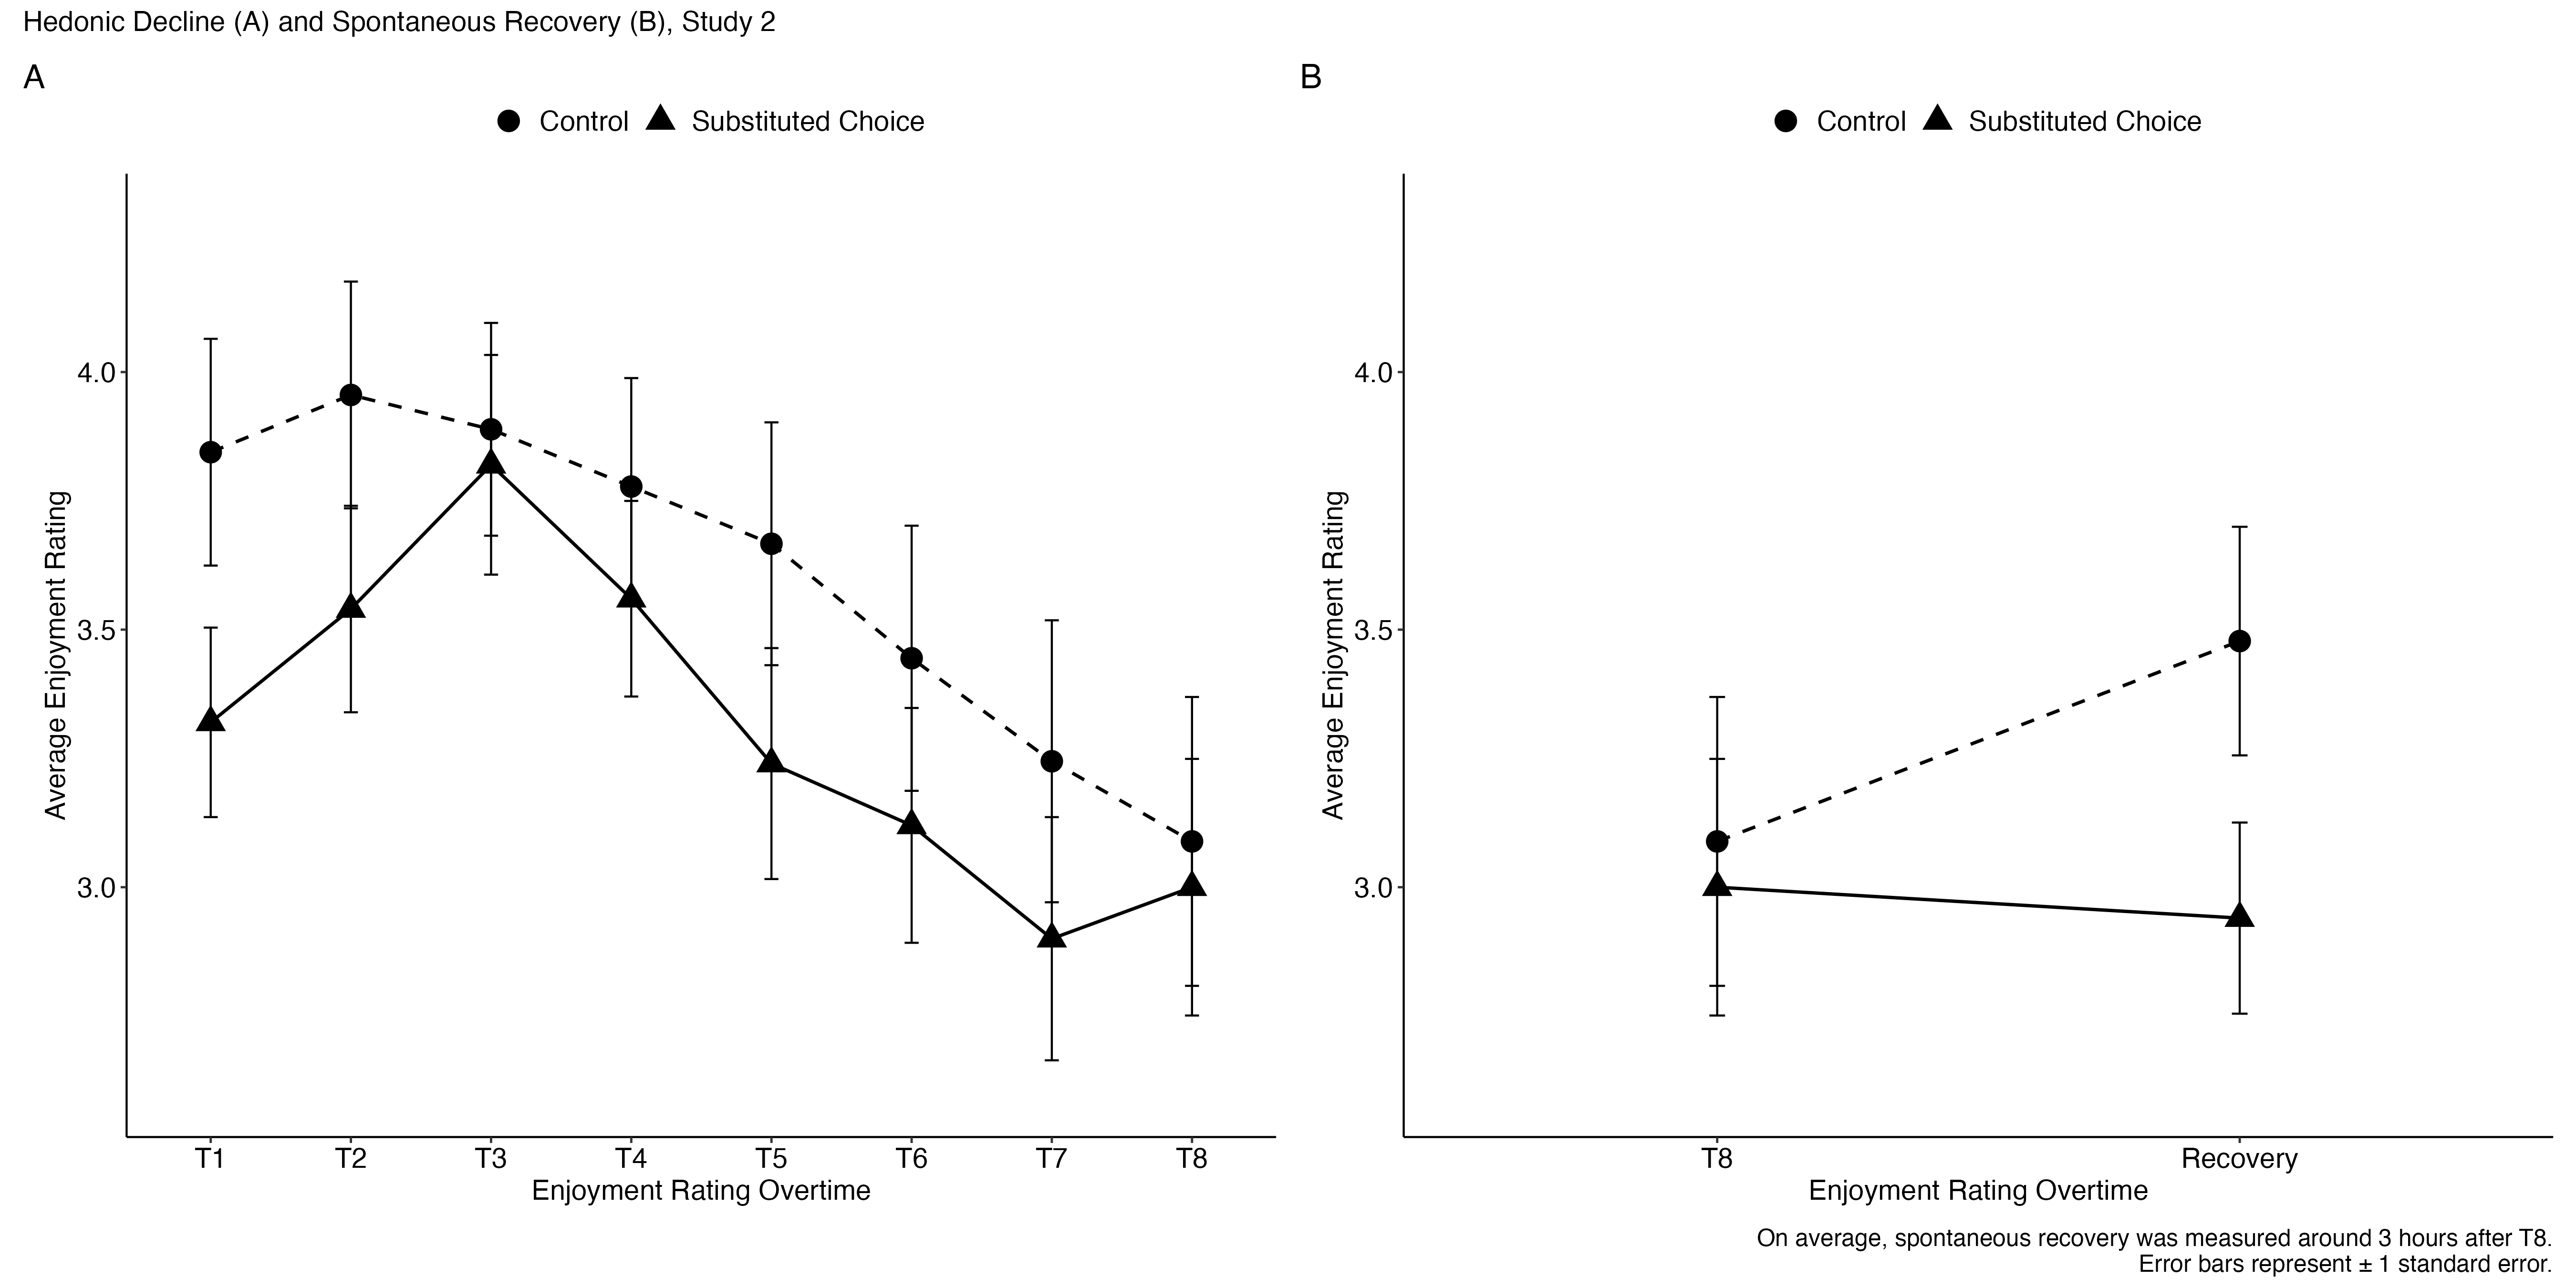 Hedonic Decline (A) and Spontaneous Recovery (B), Study 2
A
Control Substituted Choice
Average Enjoyment Rating
4.0
3.5
3.0
T1 T2 T3 T4 T5 T6 T7 T8
Enjoyment Rating Overtime
B
Control Substituted Choice
Average Enjoyment Rating
4.0
3.5
3.0
T8 Recovery
Enjoyment Rating Overtime
On average, spontaneous recovery was measured around 3 hours after T8.
Error bars represent ± 1 standard error.